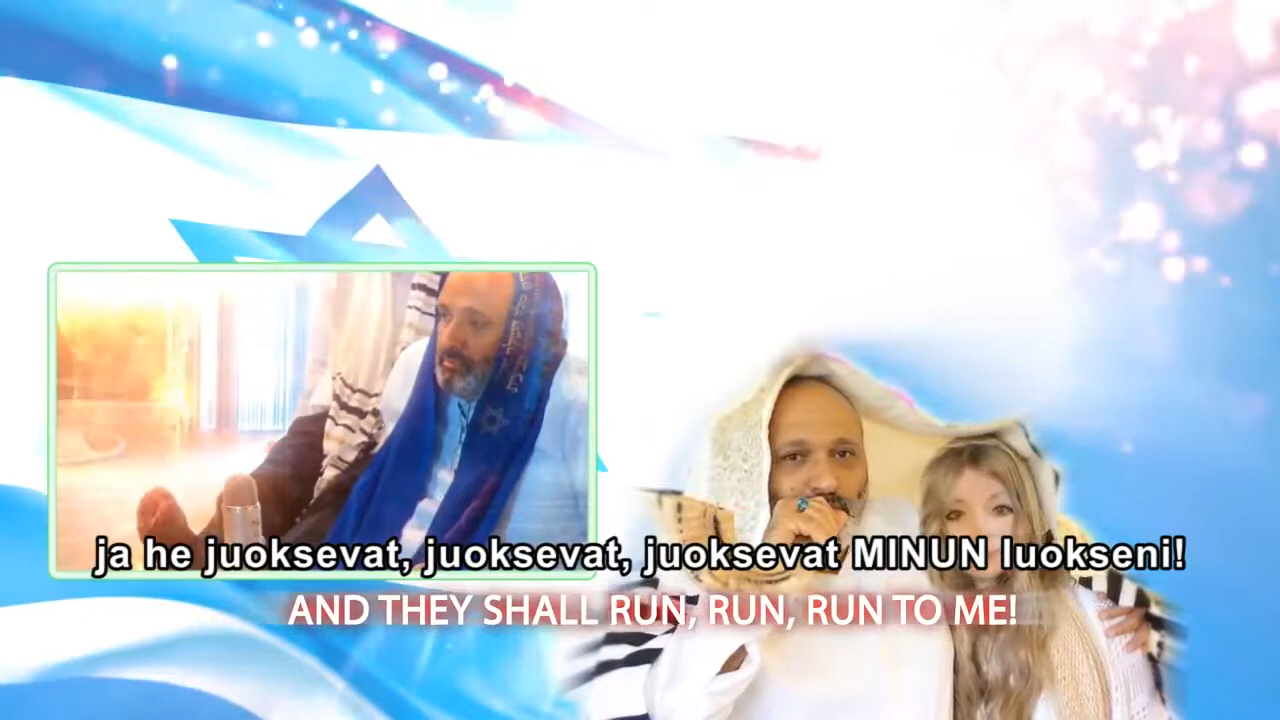 ja he juoksevat, juoksevat, juoksevat MINUN luokseni!
AND THEY SHALL RUN, RUN, RUN TO ME!